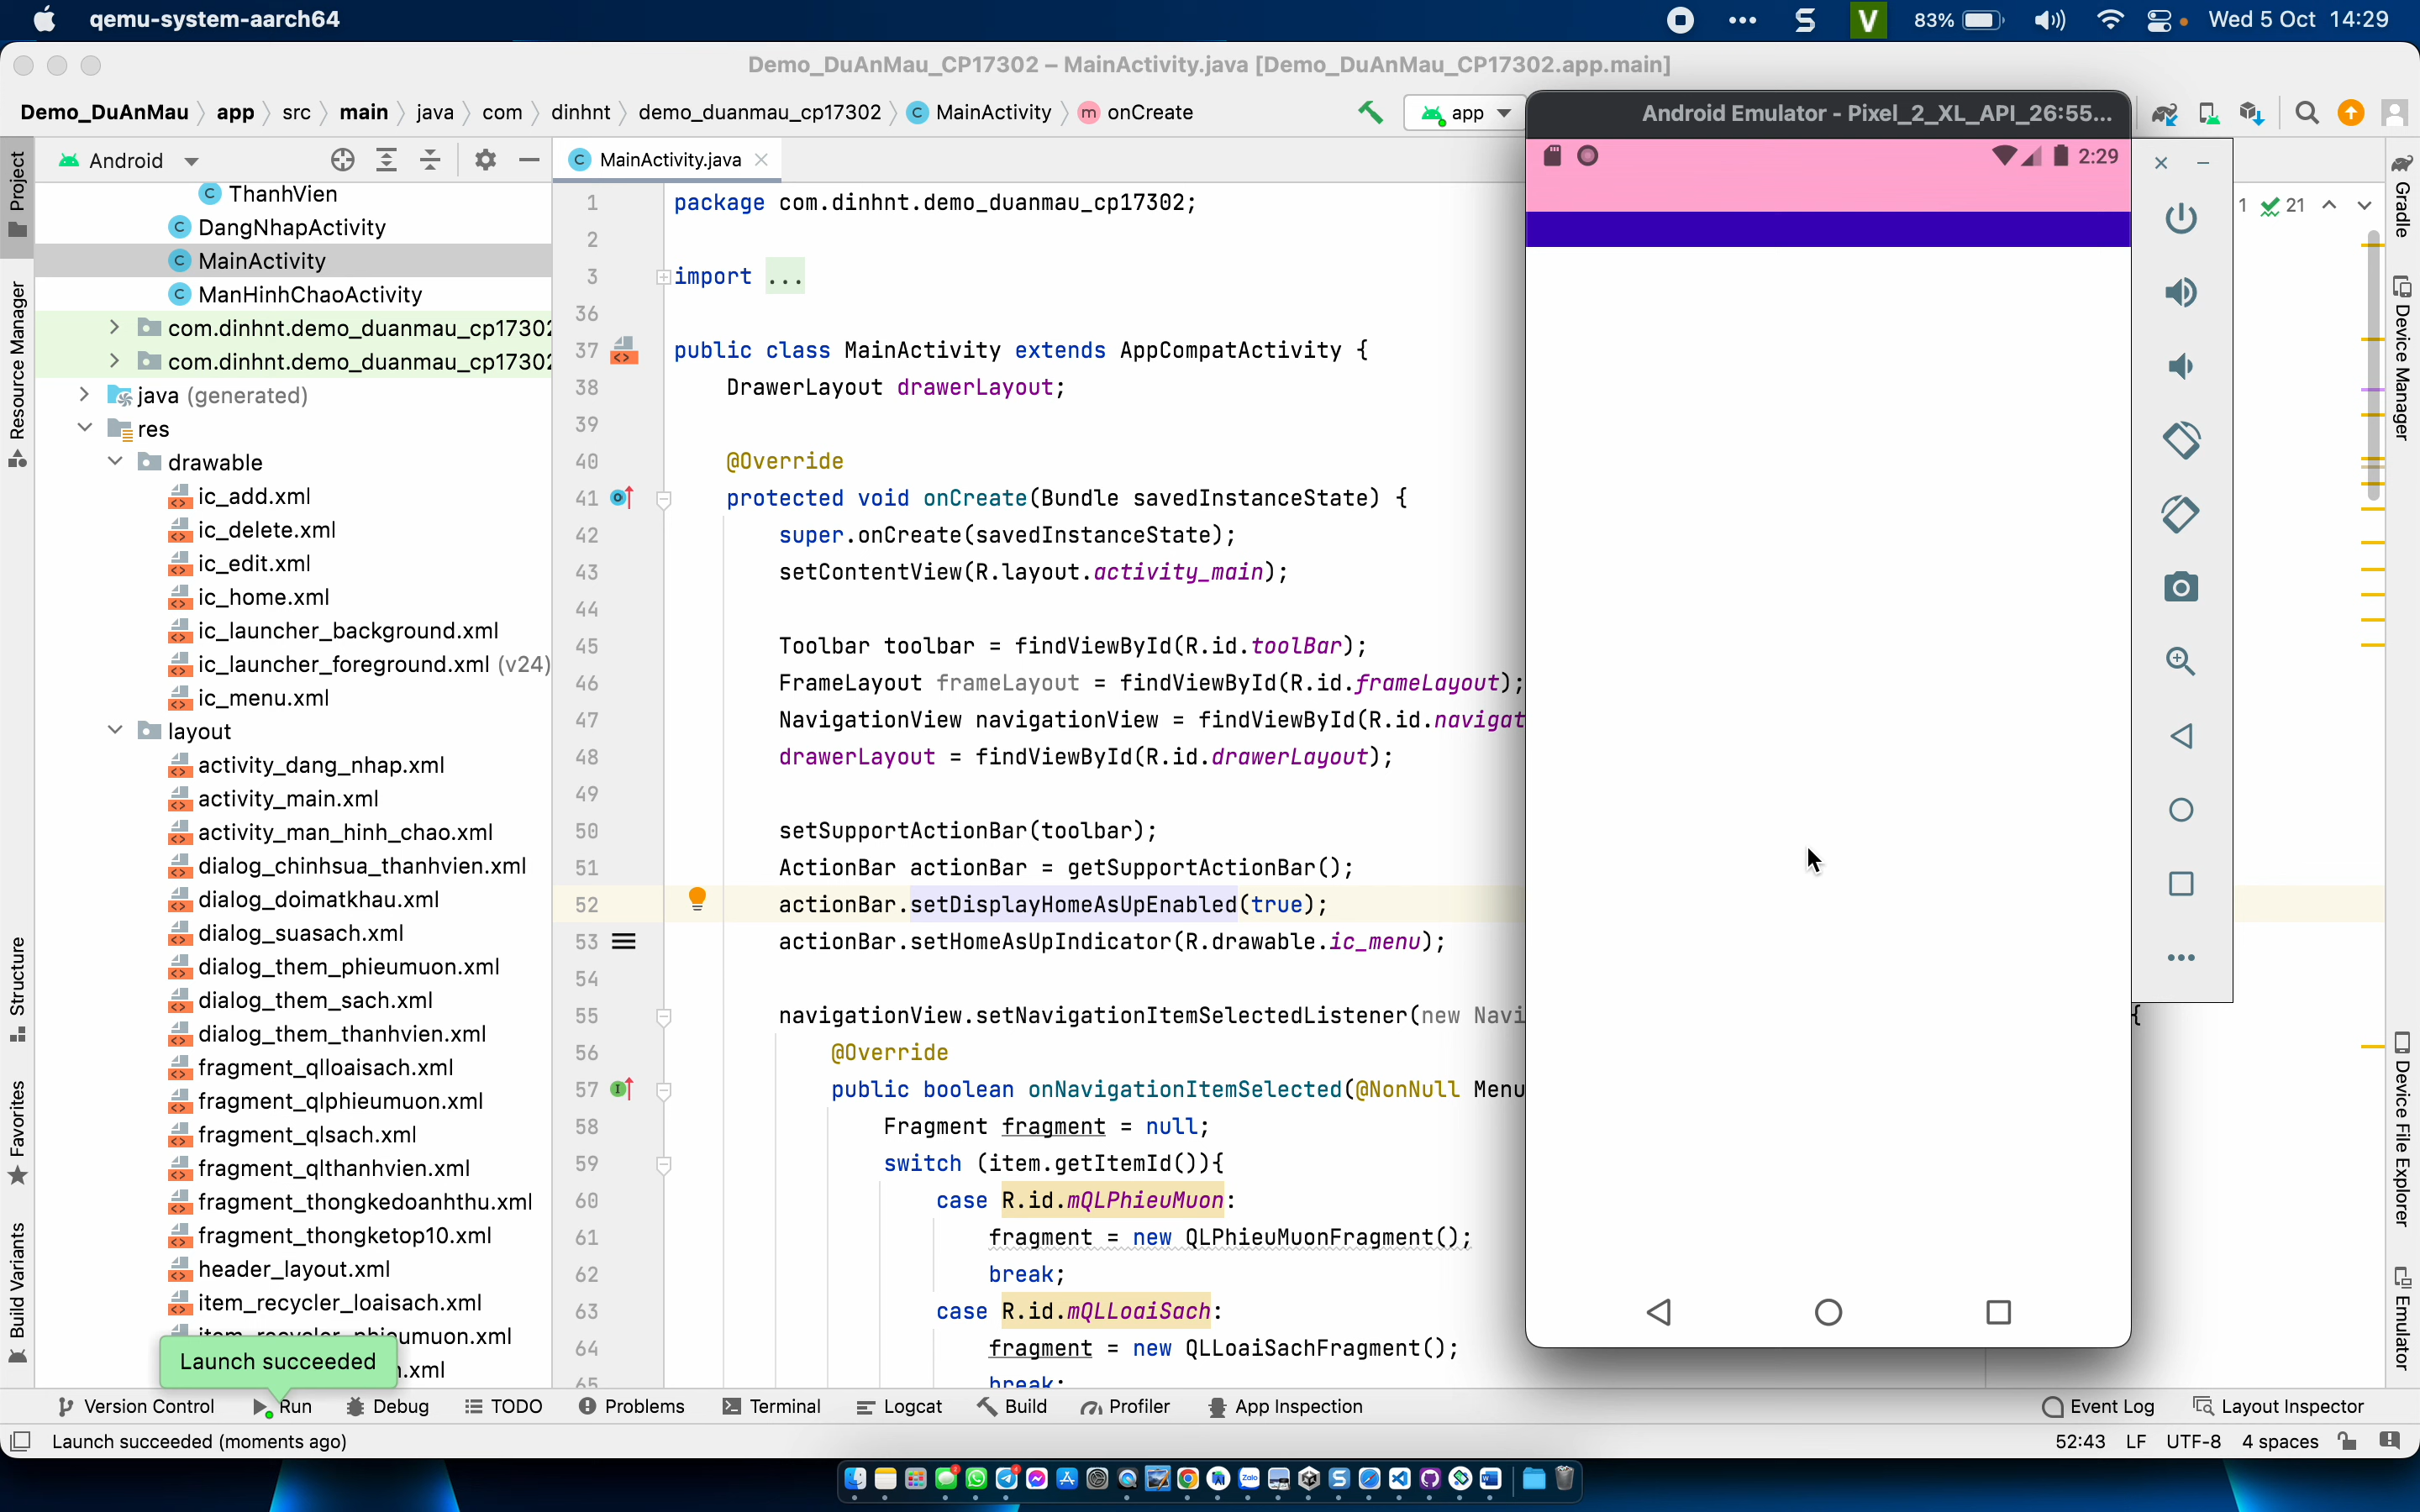 qemu-system-aarch64
83%
Wed 5 Oct 14:29
Demo_DuAnMau_CP17302 – MainActivity.java [Demo_DuAnMau_CP17302.app.main]
Demo_DuAnMau app src main java com dinhnt demo_duanmau_cp17302 MainActivity onCreate
app
Android Emulator - Pixel_2_XL_API_26:55...
Android
MainActivity.java
2:29
1 21
Project
Resource Manager
Structure
Favorites
Build Variants
ThanhVien
DangNhapActivity
MainActivity
ManHinhChaoActivity
com.dinhnt.demo_duanmau_cp17302
com.dinhnt.demo_duanmau_cp17302
java (generated)
res
drawable
ic_add.xml
ic_delete.xml
ic_edit.xml
ic_home.xml
ic_launcher_background.xml
ic_launcher_foreground.xml (v24)
ic_menu.xml
layout
activity_dang_nhap.xml
activity_main.xml
activity_man_hinh_chao.xml
dialog_chinhsua_thanhvien.xml
dialog_doimatkhau.xml
dialog_suasach.xml
dialog_them_phieumuon.xml
dialog_them_sach.xml
dialog_them_thanhvien.xml
fragment_qlloaisach.xml
fragment_qlphieumuon.xml
fragment_qlsach.xml
fragment_qlthanhvien.xml
fragment_thongkedoanhthu.xml
fragment_thongketop10.xml
header_layout.xml
item_recycler_loaisach.xml
item_recycler_phieumuon.xml
.xml
Launch succeeded
1 package com.dinhnt.demo_duanmau_cp17302;
2
3 import ...
36
37 public class MainActivity extends AppCompatActivity {
38 DrawerLayout drawerLayout;
39
40 @Override
41 protected void onCreate(Bundle savedInstanceState) {
42 super.onCreate(savedInstanceState);
43 setContentView(R.layout.activity_main);
44
45 Toolbar toolbar = findViewById(R.id.toolBar);
46 FrameLayout frameLayout = findViewById(R.id.frameLayout);
47 NavigationView navigationView = findViewById(R.id.navigat
48 drawerLayout = findViewById(R.id.drawerLayout);
49
50 setSupportActionBar(toolbar);
51 ActionBar actionBar = getSupportActionBar();
52 actionBar.setDisplayHomeAsUpEnabled(true);
53 actionBar.setHomeAsUpIndicator(R.drawable.ic_menu);
54
55 navigationView.setNavigationItemSelectedListener(new Navi {
56 @Override
57 public boolean onNavigationItemSelected(@NonNull Menu
58 Fragment fragment = null;
59 switch (item.getItemId()){
60 case R.id.mQLPhieuMuon:
61 fragment = new QLPhieuMuonFragment();
62 break;
63 case R.id.mQLLoaiSach:
64 fragment = new QLLoaiSachFragment();
65 break;
Gradle
Device Manager
Device File Explorer
Emulator
Version Control Run Debug TODO Problems Terminal Logcat Build Profiler App Inspection Event Log Layout Inspector
Launch succeeded (moments ago)
52:43 LF UTF-8 4 spaces